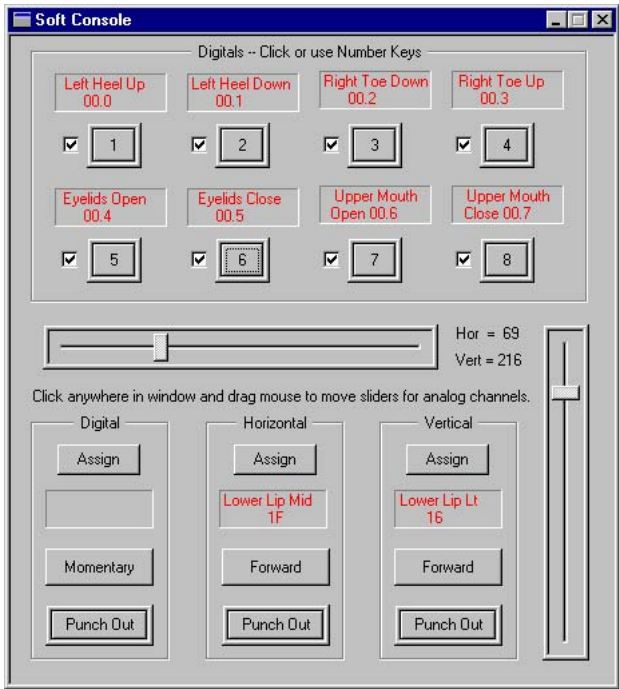 Soft Console
Digitals -- Click or use Number Keys
Left Heel Up
00.0
Left Heel Down
00.1
Right Toe Down
00.2
Right Toe Up
00.3
1
2
3
4
Eyelids Open
00.4
Eyelids Close
00.5
Upper Mouth
Open 00.6
Upper Mouth
Close 00.7
5
6
7
8
Hor = 69
Vert = 216
Click anywhere in window and drag mouse to move sliders for analog channels.
Digital
Horizontal
Vertical
Assign
Assign
Assign
Lower Lip Mid
1F
Lower Lip Lt
16
Momentary
Forward
Forward
Punch Out
Punch Out
Punch Out